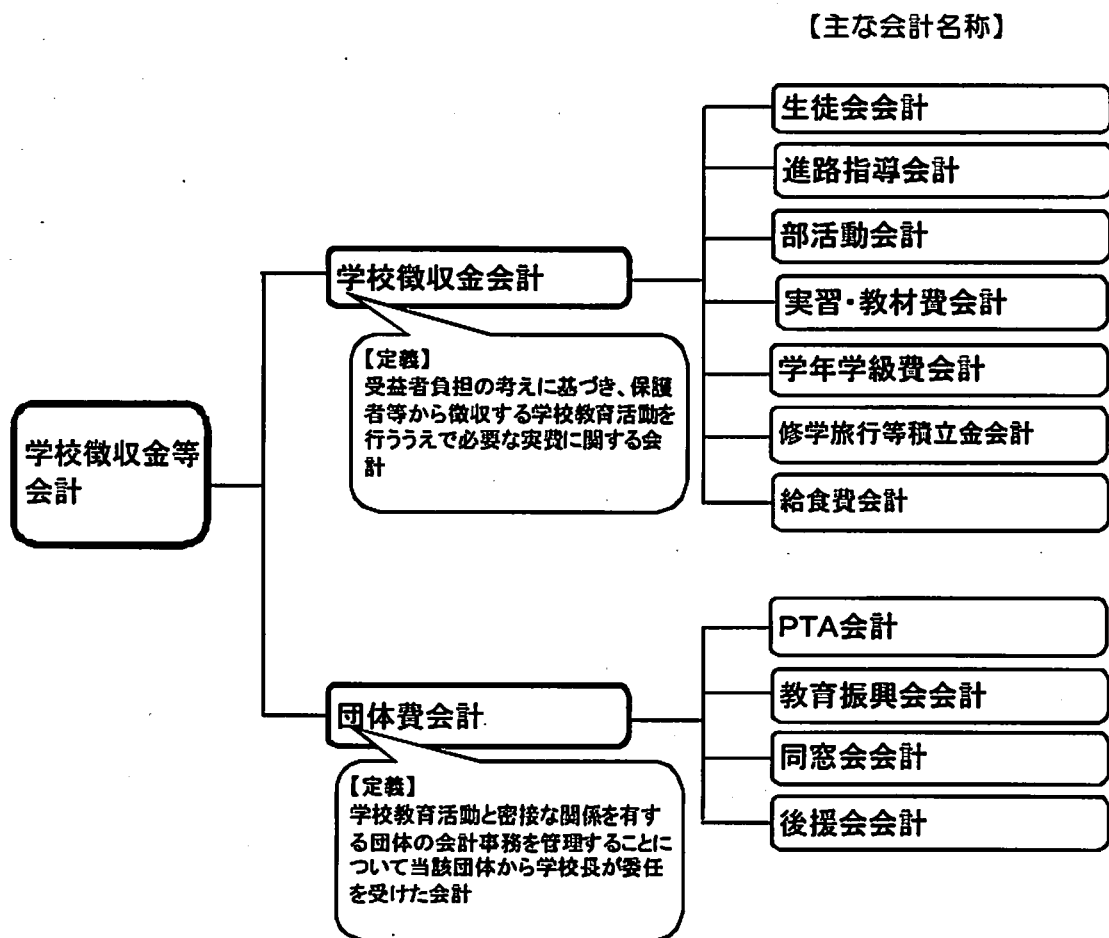 【主な会計名称】
生徒会会計
進路指導会計
部活動会計
学校徴収金会計
実習・教材費会計
【定義】
受益者負担の考えに基づき、保護
者等から徴収する学校教育活動を
行ううえで必要な実費に関する会
計
学年学級費会計
修学旅行等積立金会計
給食費会計
学校徴収金等
会計
PTA会計
教育振興会会計
団体費会計
同窓会会計
後援会会計
【定義】
学校教育活動と密接な関係を有す
る団体の会計事務を管理することに
ついて当該団体から学校長が委任
を受けた会計